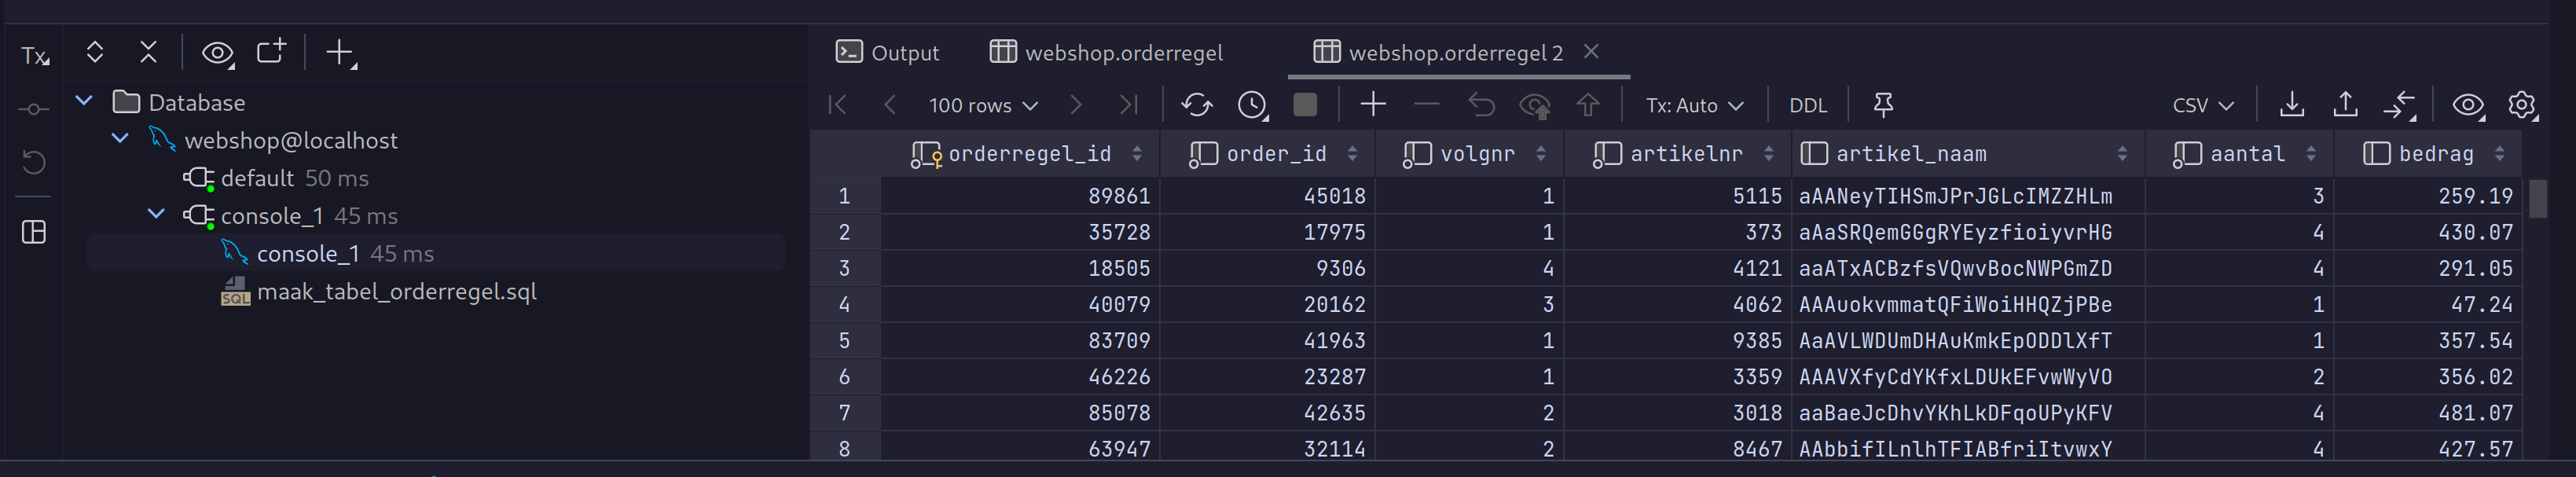 Tx
Database
webshop@localhost
default 50 ms
console_1 45 ms
console_1 45 ms
SQL maak_tabel_orderregel.sql
Output webshop.orderregel webshop.orderregel 2
100 rows Tx: Auto DDL CSV
orderregel_id order_id volgnr artikelnr artikel_naam aantal bedrag
1 89861 45018 1 5115 aAANeyTIHSmJPrJGLcIMZZHLm 3 259.19
2 35728 17975 1 373 aAaSRQemGGgRYEyzfioiyvrHG 4 430.07
3 18505 9306 4 4121 aaATxACBzfsVQwvBocNWPGmZD 4 291.05
4 40079 20162 3 4062 AAAuokvmmatQFiWoiHHQZjPBe 1 47.24
5 83709 41963 1 9385 AaAVLWDUmDHAuKmkEpODDlXfT 1 357.54
6 46226 23287 1 3359 AAAVXfyCdYKfxLDUkEFvwWyVO 2 356.02
7 85078 42635 2 3018 aaBaeJcDhvYKhLkDFqoUPyKFV 4 481.07
8 63947 32114 2 8467 AAbbifILnlhTFIABfriItvwxY 4 427.57